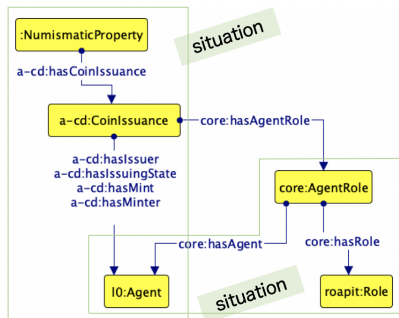 :NumismaticProperty
situation
a-cd:hasCoinIssuance
a-cd:CoinIssuance
core:hasAgentRole
a-cd:hasIssuer
a-cd:hasIssuingState
a-cd:hasMint
a-cd:hasMinter
core:AgentRole
core:hasAgent
core:hasRole
l0:Agent
situation
roapit:Role